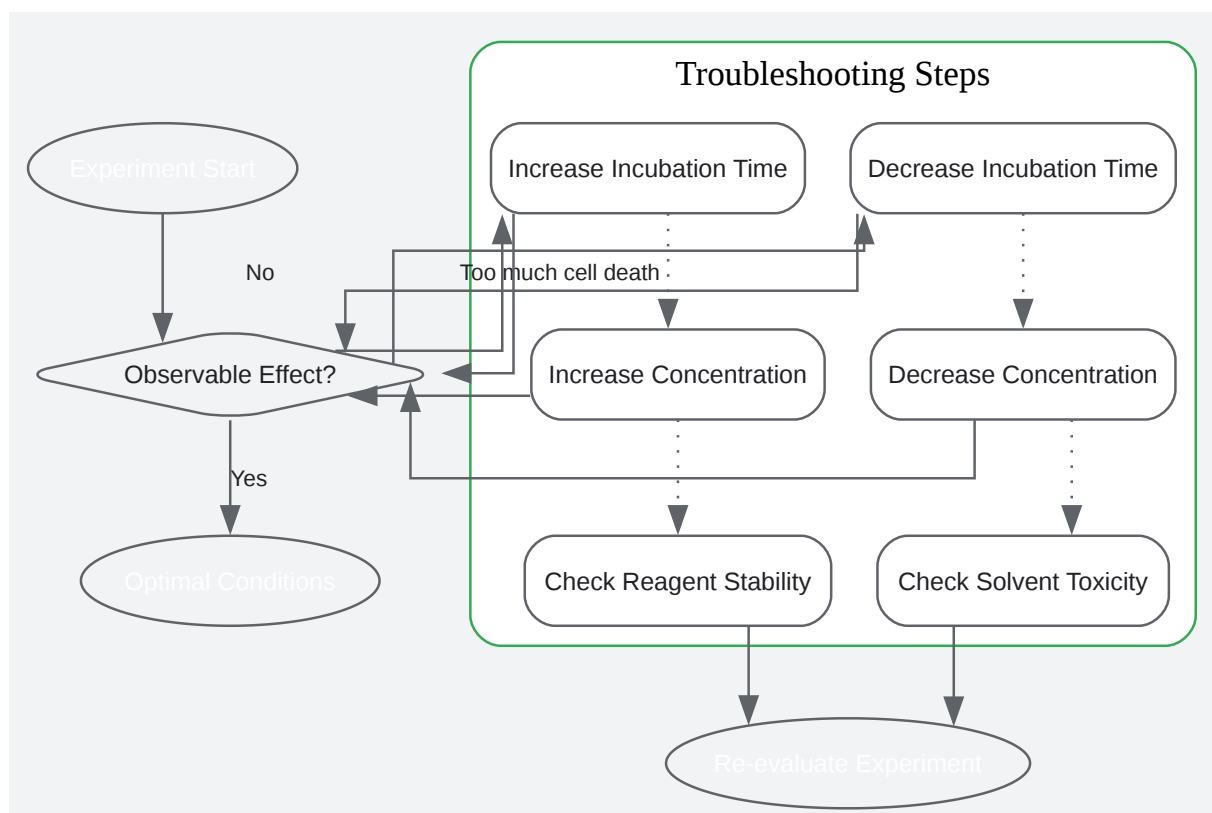 Troubleshooting Steps
Experiment Start
Increase Incubation Time
Decrease Incubation Time
No
Too much cell death
Observable Effect?
Increase Concentration
Decrease Concentration
Yes
Optimal Conditions
Check Reagent Stability
Check Solvent Toxicity
Re-evaluate Experiment